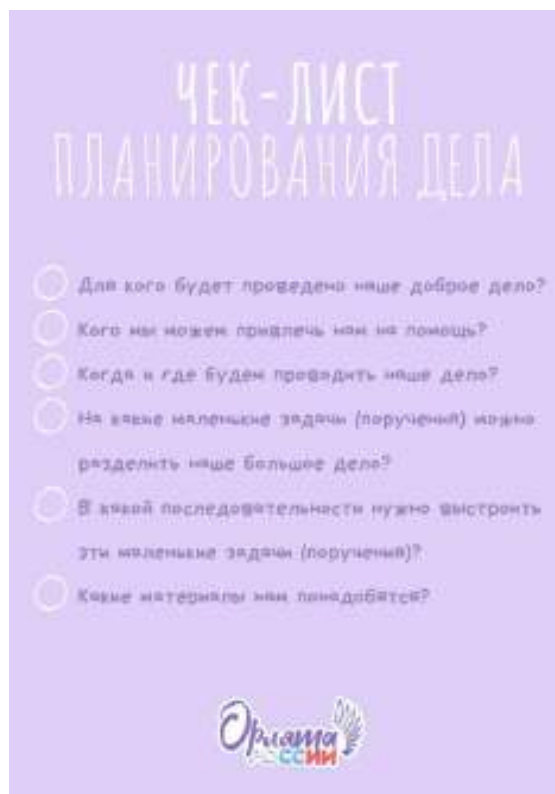 ЧЕК-ЛИСТ
ПЛАНИРОВАНИЯ ДЕЛА
Для кого будет проведено наше доброе дело?
Кого мы можем привлечь нам на помощь?
Когда и где будем проводить наше дело?
На какие маленькие задачи (поручения) можно
разделить наше большое дело?
В какой последовательности нужно выстроить
эти маленькие задачи (поручения)?
Какие материалы нам понадобятся?
Орлята
ССИИ